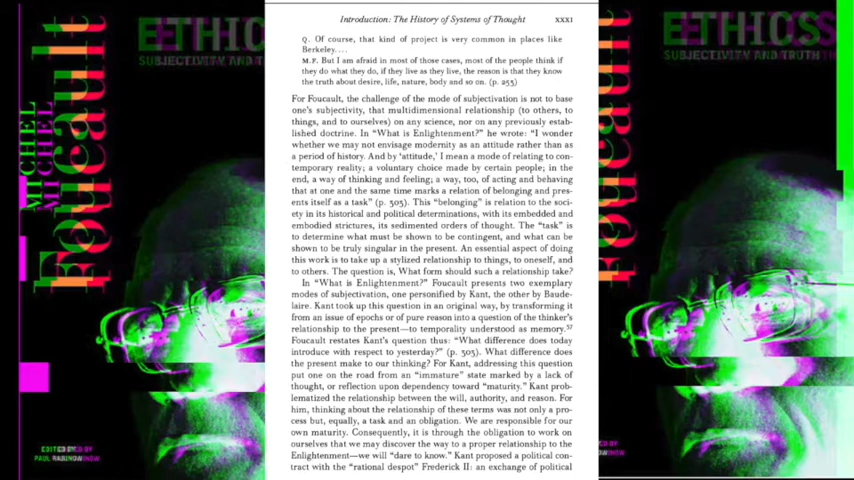 MICHEL
MICHEL
Foucault
ETHICS
SUBJECTIVITY AND T
EDITED BY
PAUL RABINOW
Introduction: The History of Systems of Thought xxxi
Q. Of course, that kind of project is very common in places like
Berkeley. . . .
M.F. But I am afraid in most of those cases, most of the people think if
they do what they do, if they live as they live, the reason is that they know
the truth about desire, life, nature, body and so on. (p. 255)
For Foucault, the challenge of the mode of subjectivation is not to base
one's subjectivity, that multidimensional relationship (to others, to
things, and to ourselves) on any science, nor on any previously estab-
lished doctrine. In “What is Enlightenment?” he wrote: “I wonder
whether we may not envisage modernity as an attitude rather than as
a period of history. And by ‘attitude,’ I mean a mode of relating to con-
temporary reality; a voluntary choice made by certain people; in the
end, a way of thinking and feeling; a way, too, of acting and behaving
that at one and the same time marks a relation of belonging and pres-
ents itself as a task” (p. 303). This “belonging” is relation to the soci-
ety in its historical and political determinations, with its embedded and
embodied strictures, its sedimented orders of thought. The “task” is
to determine what must be shown to be contingent, and what can be
shown to be truly singular in the present. An essential aspect of doing
this work is to take up a stylized relationship to things, to oneself, and
to others. The question is, What form should such a relationship take?
In “What is Enlightenment?” Foucault presents two exemplary
modes of subjectivation, one personified by Kant, the other by Baude-
laire. Kant took up this question in an original way, by transforming it
from an issue of epochs or of pure reason into a question of the thinker's
relationship to the present—to temporality understood as memory.57
Foucault restates Kant's question thus: “What difference does today
introduce with respect to yesterday?” (p. 303). What difference does
the present make to our thinking? For Kant, addressing this question
put one on the road from an “immature” state marked by a lack of
thought, or reflection upon dependency toward “maturity.” Kant prob-
lematized the relationship between the will, authority, and reason. For
him, thinking about the relationship of these terms was not only a pro-
cess but, equally, a task and an obligation. We are responsible for our
own maturity. Consequently, it is through the obligation to work on
ourselves that we may discover the way to a proper relationship to the
Enlightenment—we will “dare to know.” Kant proposed a political con-
tract with the “rational despot” Frederick II: an exchange of political
Foucault
ETHICS
SUBJECTIVITY AND TRUTH